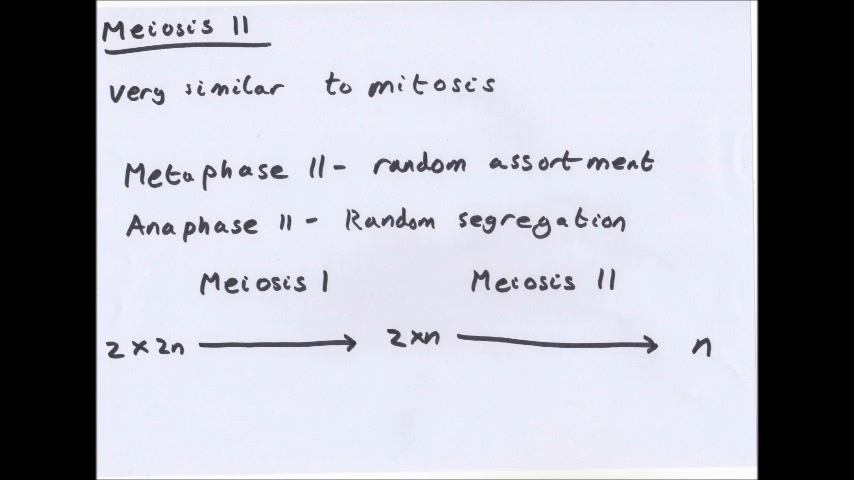 Meiosis II
very similar to mitosis
Metaphase II - random assortment
Anaphase II - Random segregation
Meiosis I Meiosis II
2 x 2n → 2 x n → n